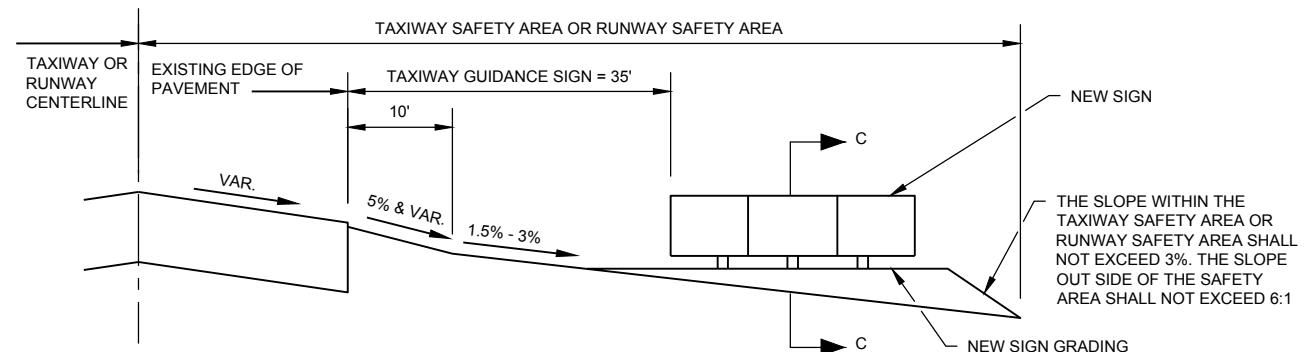 TAXIWAY SAFETY AREA OR RUNWAY SAFETY AREA
TAXIWAY OR
RUNWAY
CENTERLINE
EXISTING EDGE OF
PAVEMENT
TAXIWAY GUIDANCE SIGN = 35'
10'
NEW SIGN
C
VAR.
5% & VAR.
1.5% - 3%
THE SLOPE WITHIN THE
TAXIWAY SAFETY AREA OR
RUNWAY SAFETY AREA SHALL
NOT EXCEED 3%. THE SLOPE
OUT SIDE OF THE SAFETY
AREA SHALL NOT EXCEED 6:1
C
NEW SIGN GRADING